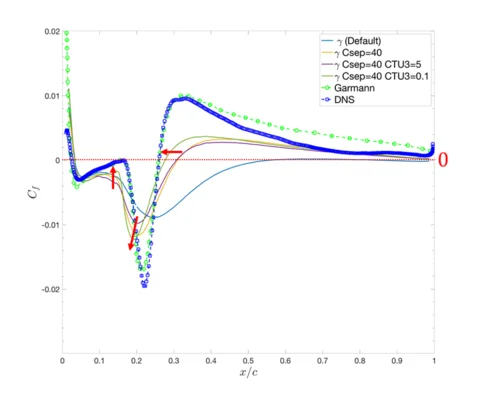 0.02
γ (Default)
γ Csep=40
γ Csep=40 CTU3=5
γ Csep=40 CTU3=0.1
Garmann
DNS
0.01
0
0
C_f
-0.01
-0.02
0 0.1 0.2 0.3 0.4 0.5 0.6 0.7 0.8 0.9 1
x/c